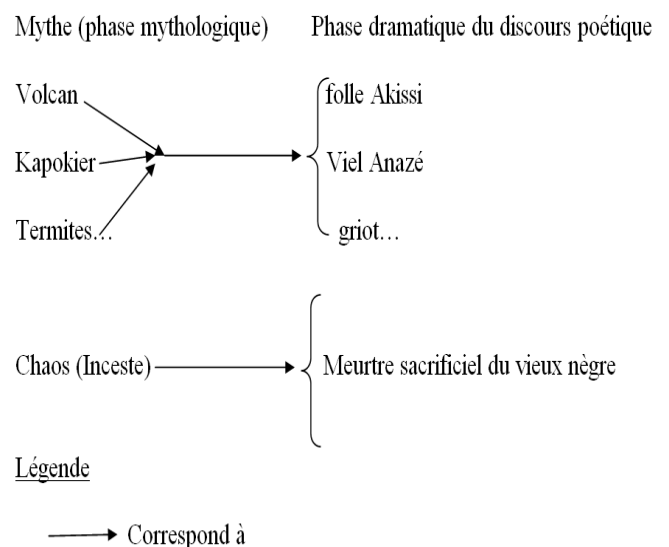 Mythe (phase mythologique) Phase dramatique du discours poétique
Volcan folle Akissi
Kapokier Viel Anazé
Termites… griot…
Chaos (Inceste) Meurtre sacrificiel du vieux nègre
Légende
Correspond à